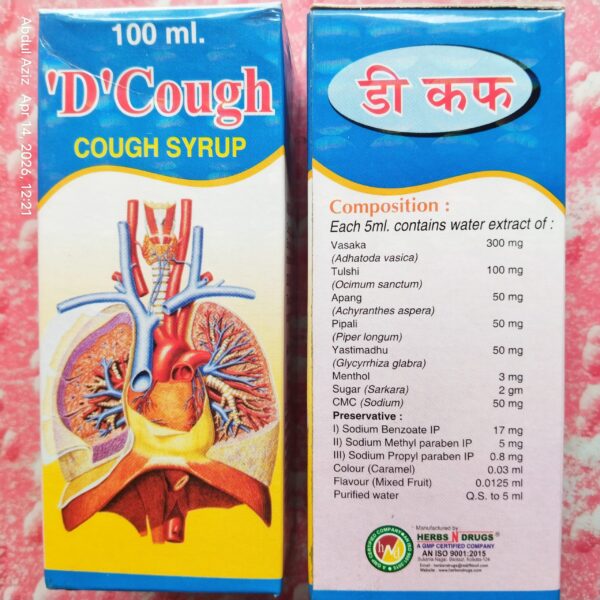 Abdul Aziz Apr 14, 2026, 12:21
100 ml.
'D'Cough
COUGH SYRUP
डी कफ
Composition :
Each 5ml. contains water extract of :
Vasaka 300 mg
(Adhatoda vasica)
Tulshi 100 mg
(Ocimum sanctum)
Apang 50 mg
(Achyranthes aspera)
Pipali 50 mg
(Piper longum)
Yastimadhu 50 mg
(Glycyrrhiza glabra)
Menthol 3 mg
Sugar (Sarkara) 2 gm
CMC (Sodium) 50 mg
Preservative :
I) Sodium Benzoate IP 17 mg
II) Sodium Methyl paraben IP 5 mg
III) Sodium Propyl paraben IP 0.8 mg
Colour (Caramel) 0.03 ml
Flavour (Mixed Fruit) 0.0125 ml
Purified water Q.S. to 5 ml
Manufactured by
HERBS N DRUGS®
A GMP CERTIFIED COMPANY
AN ISO 9001:2015